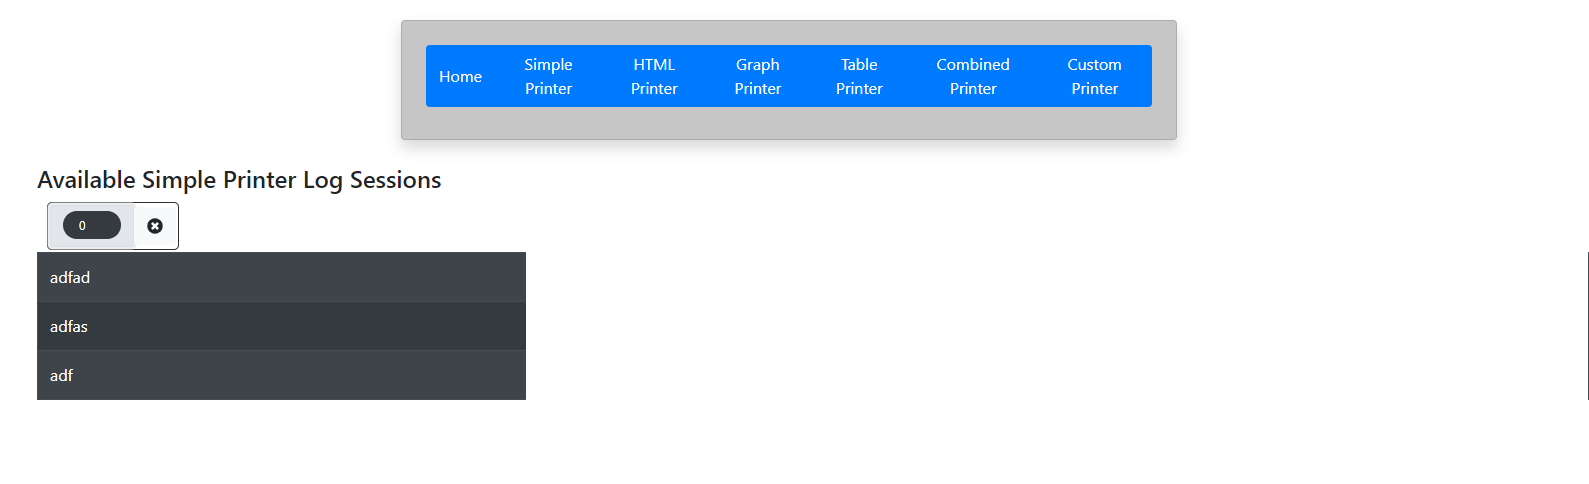 Home
Simple Printer
HTML Printer
Graph Printer
Table Printer
Combined Printer
Custom Printer
Available Simple Printer Log Sessions
0
adfad
adfas
adf